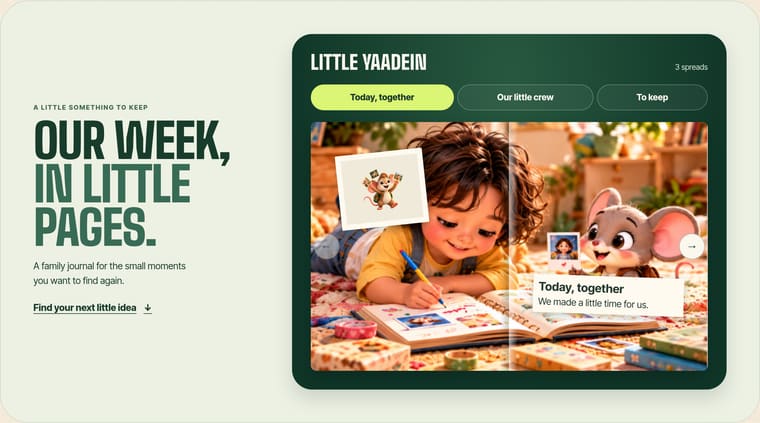 A LITTLE SOMETHING TO KEEP
OUR WEEK,
IN LITTLE
PAGES.
A family journal for the small moments
you want to find again.
Find your next little idea ↓
LITTLE YAADEIN
3 spreads
Today, together
Our little crew
To keep
←
→
Today, together
We made a little time for us.